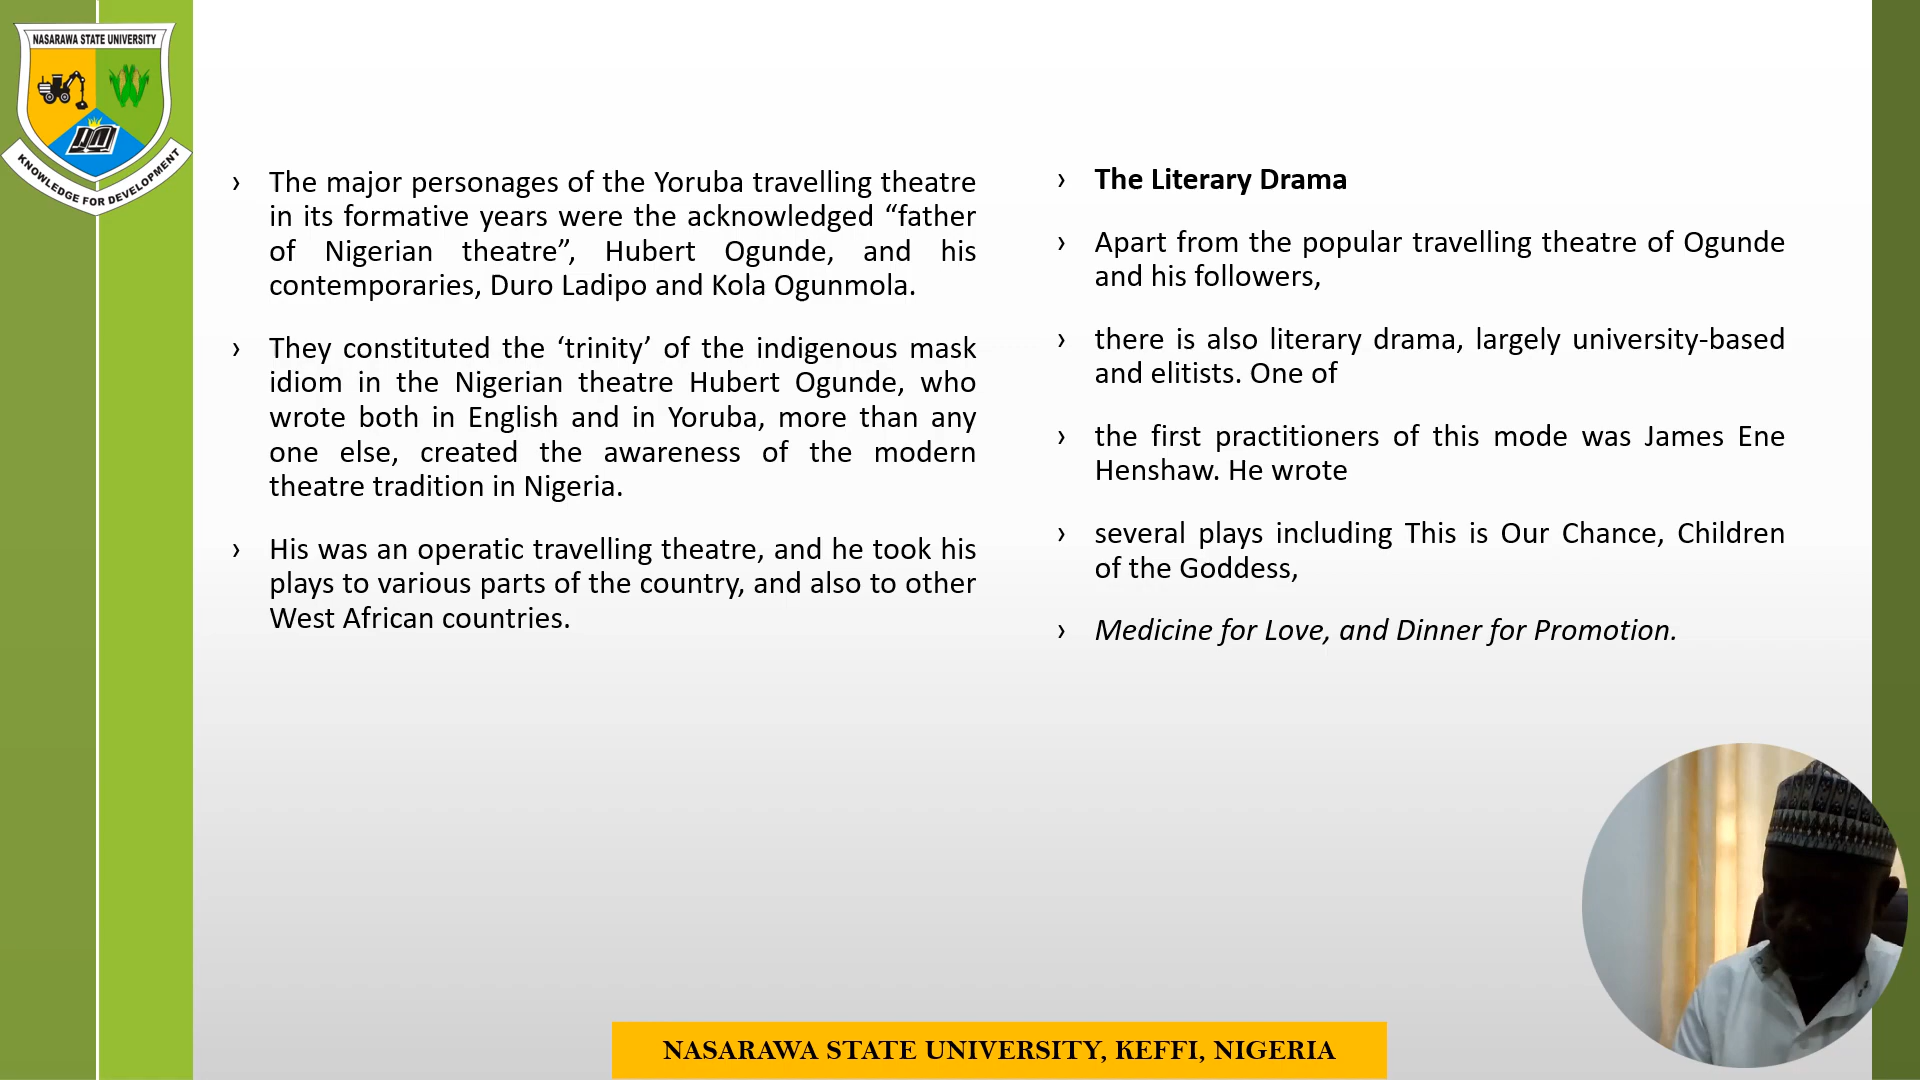 NASARAWA STATE UNIVERSITY
KNOWLEDGE FOR DEVELOPMENT
› The major personages of the Yoruba travelling theatre
in its formative years were the acknowledged “father
of Nigerian theatre”, Hubert Ogunde, and his
contemporaries, Duro Ladipo and Kola Ogunmola.
› They constituted the ‘trinity’ of the indigenous mask
idiom in the Nigerian theatre Hubert Ogunde, who
wrote both in English and in Yoruba, more than any
one else, created the awareness of the modern
theatre tradition in Nigeria.
› His was an operatic travelling theatre, and he took his
plays to various parts of the country, and also to other
West African countries.
› The Literary Drama
› Apart from the popular travelling theatre of Ogunde
and his followers,
› there is also literary drama, largely university-based
and elitists. One of
› the first practitioners of this mode was James Ene
Henshaw. He wrote
› several plays including This is Our Chance, Children
of the Goddess,
› Medicine for Love, and Dinner for Promotion.
NASARAWA STATE UNIVERSITY, KEFFI, NIGERIA